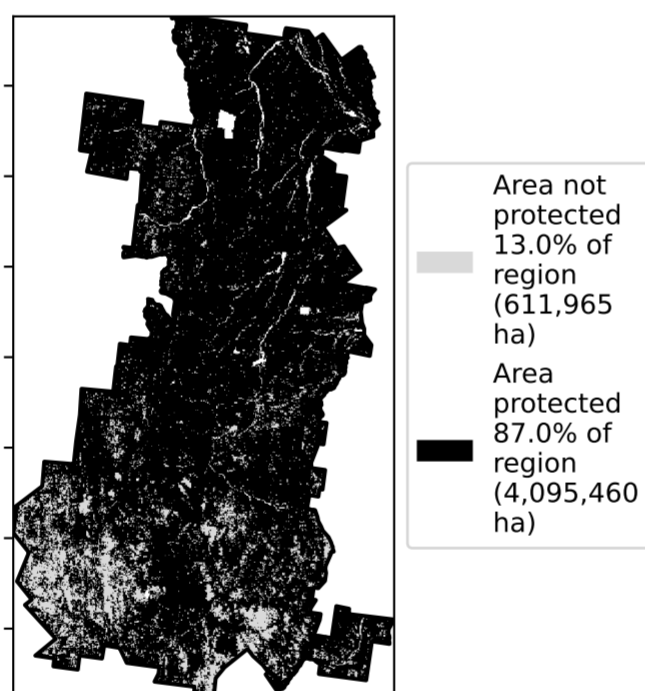 Area not
protected
13.0% of
region
(611,965
ha)
Area
protected
87.0% of
region
(4,095,460
ha)